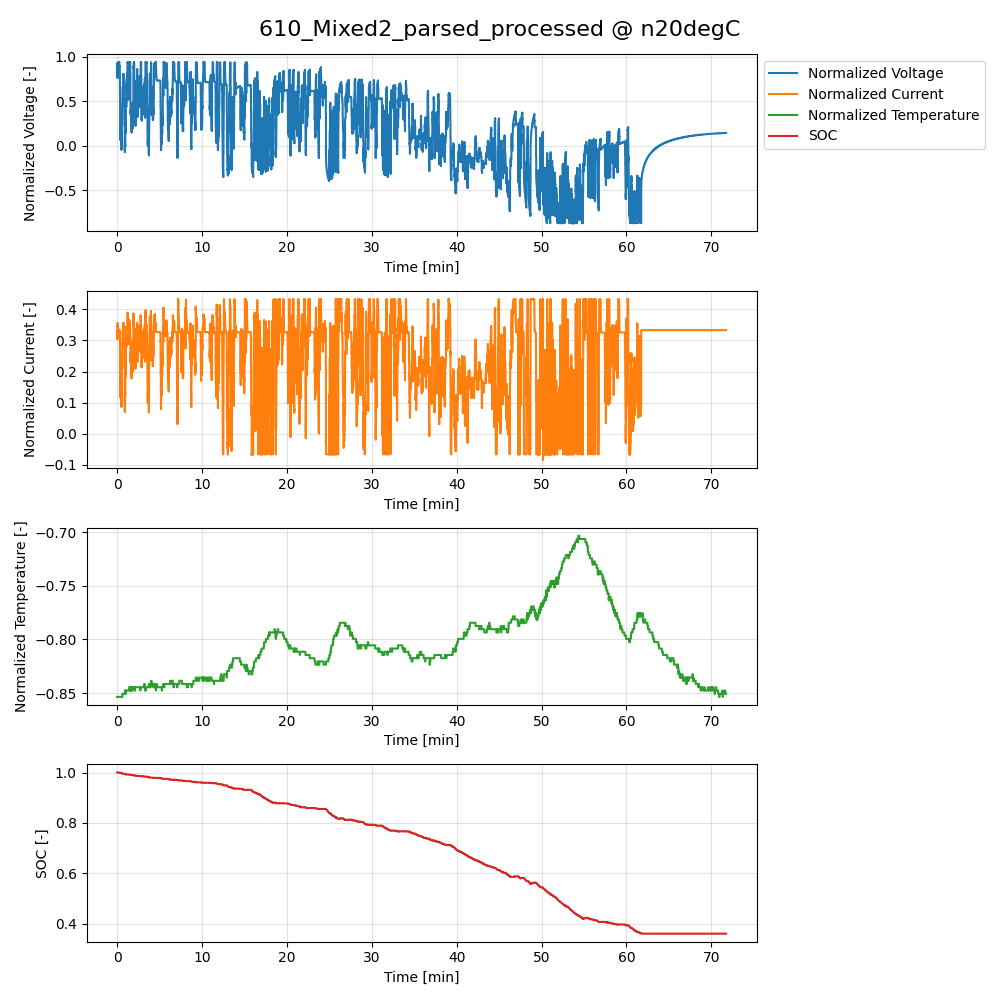 610_Mixed2_parsed_processed @ n20degC
Normalized Voltage [-]
1.0
0.5
0.0
−0.5
0 10 20 30 40 50 60 70
Time [min]
Normalized Voltage
Normalized Current
Normalized Temperature
SOC
Normalized Current [-]
0.4
0.3
0.2
0.1
0.0
−0.1
0 10 20 30 40 50 60 70
Time [min]
Normalized Temperature [-]
−0.70
−0.75
−0.80
−0.85
0 10 20 30 40 50 60 70
Time [min]
SOC [-]
1.0
0.8
0.6
0.4
0 10 20 30 40 50 60 70
Time [min]